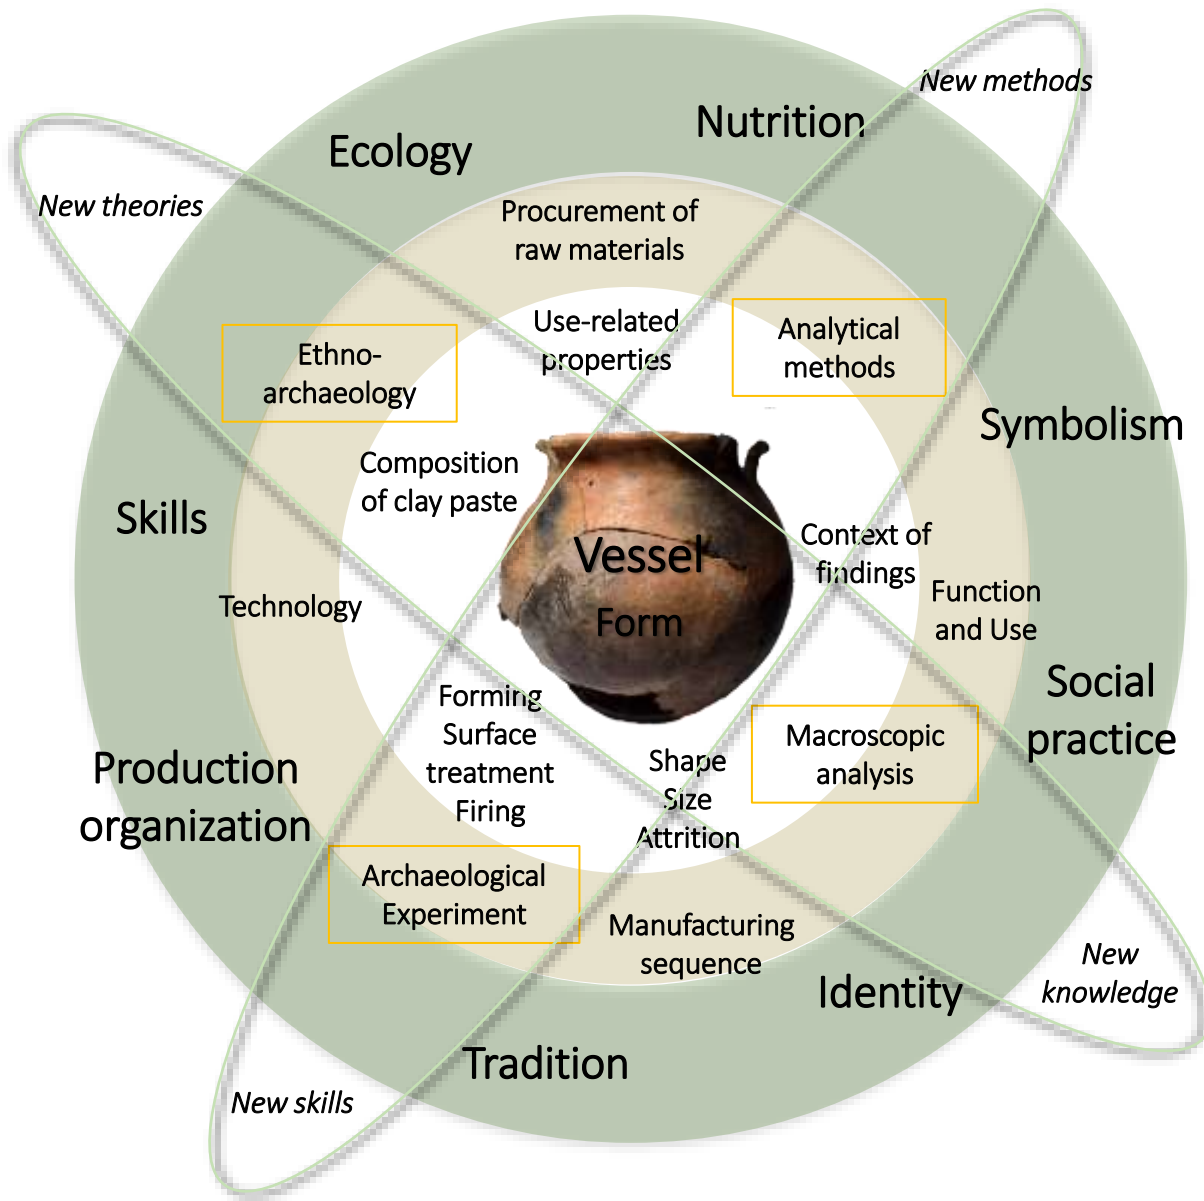 New methods
Nutrition
Ecology
New theories
Procurement of
raw materials
Use-related
properties
Analytical
methods
Ethno-
archaeology
Symbolism
Composition
of clay paste
Skills
Context of
findings
Vessel
Form
Technology
Function
and Use
Social
practice
Forming
Surface
treatment
Firing
Macroscopic
analysis
Shape
Size
Attrition
Production
organization
Archaeological
Experiment
Manufacturing
sequence
New
knowledge
Identity
Tradition
New skills